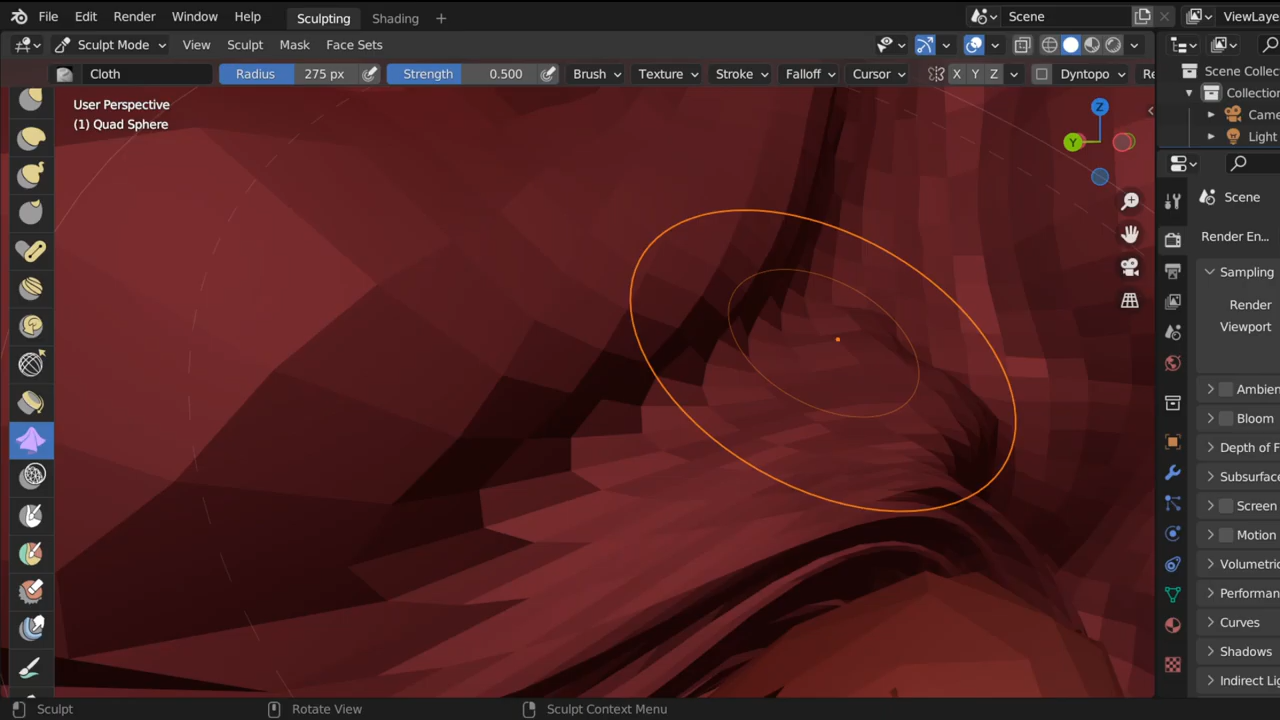 File Edit Render Window Help Sculpting Shading + Scene ViewLaye
Sculpt Mode View Sculpt Mask Face Sets
Cloth Radius 275 px Strength 0.500 Brush Texture Stroke Falloff Cursor X Y Z Dyntopo Re
User Perspective
(1) Quad Sphere
Z
Y
Scene Collec
Collection
Came
Light
Scene
Render En...
Sampling
Render
Viewport
Ambien
Bloom
Depth of F
Subsurface
Screen
Motion
Volumetric
Performan
Curves
Shadows
Indirect Lig
Sculpt Rotate View Sculpt Context Menu